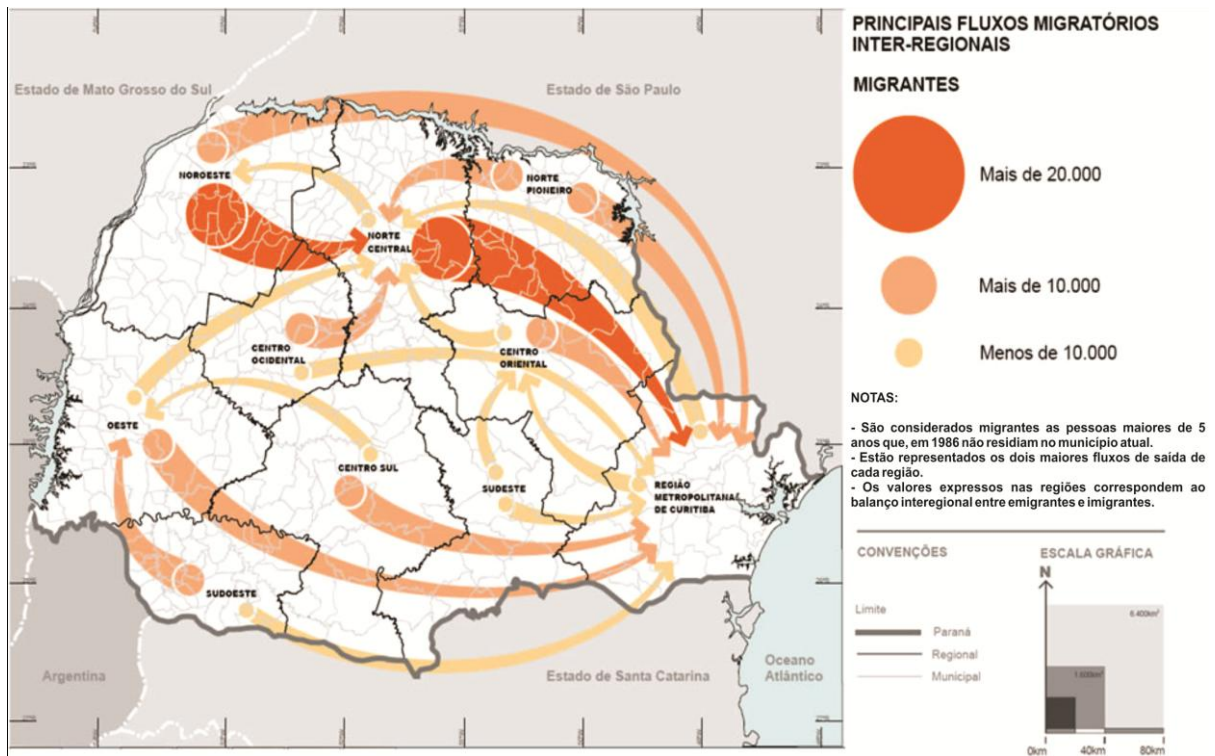 PRINCIPAIS FLUXOS MIGRATÓRIOS
INTER-REGIONAIS
MIGRANTES
Mais de 20.000
Mais de 10.000
Menos de 10.000
NOTAS:
- São considerados migrantes as pessoas maiores de 5
anos que, em 1986 não residiam no município atual.
- Estão representados os dois maiores fluxos de saída de
cada região.
- Os valores expressos nas regiões correspondem ao
balanço interegional entre emigrantes e imigrantes.
CONVENÇÕES
Limite
Paraná
Regional
Municipal
ESCALA GRÁFICA
N
6.400km²
1.600km²
0km
40km
80km
Estado de Mato Grosso do Sul
Estado de São Paulo
NOROESTE
NORTE
PIONEIRO
NORTE
CENTRAL
CENTRO
OCIDENTAL
CENTRO
ORIENTAL
OESTE
CENTRO SUL
SUDESTE
REGIÃO
METROPOLITANA
DE CURITIBA
SUDOESTE
Argentina
Estado de Santa Catarina
Oceano
Atlântico